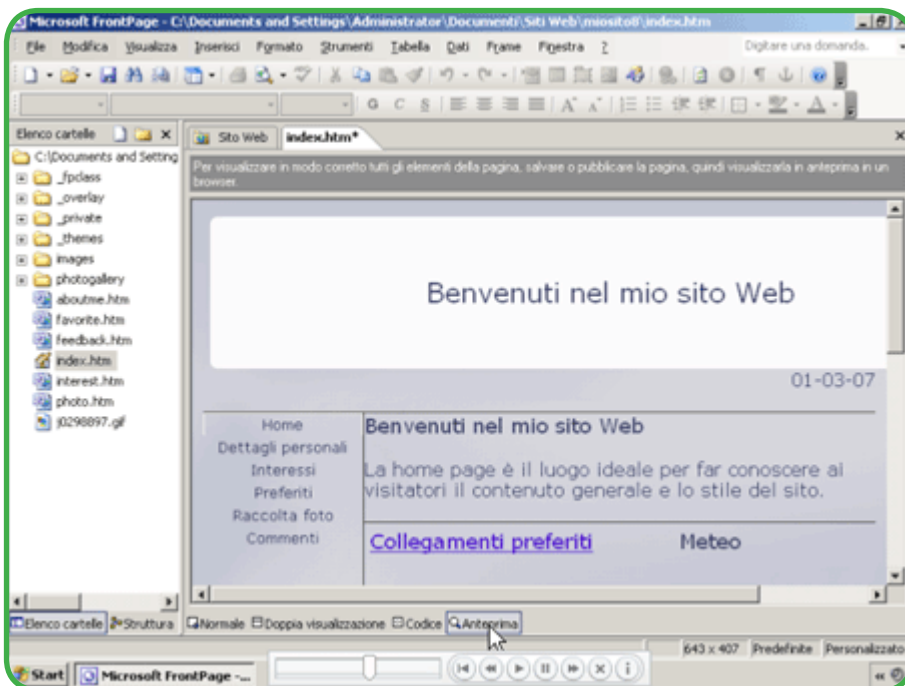 Microsoft FrontPage - C:\Documents and Settings\Administrator\Documenti\Siti Web\miosito8\index.htm
File Modifica Visualizza Inserisci Formato Strumenti Tabella Dati Frame Finestra ? Digitare una domanda.
G C S A A A
Elenco cartelle
Sito Web index.htm*
C:\Documents and Setting
Per visualizzare in modo corretto tutti gli elementi della pagina, salvare o pubblicare la pagina, quindi visualizzarla in anteprima in un
browser.
_fpclass
_overlay
_private
_themes
images
photogallery
aboutme.htm
favorite.htm
feedback.htm
index.htm
interest.htm
photo.htm
j0298897.gif
Benvenuti nel mio sito Web
01-03-07
Home
Dettagli personali
Interessi
Preferiti
Raccolta foto
Commenti
Benvenuti nel mio sito Web
La home page è il luogo ideale per far conoscere ai
visitatori il contenuto generale e lo stile del sito.
Collegamenti preferiti Meteo
Elenco cartelle Struttura Normale Doppia visualizzazione Codice Anteprima
643 x 407 Predefinite Personalizzato
Start Microsoft FrontPage -...